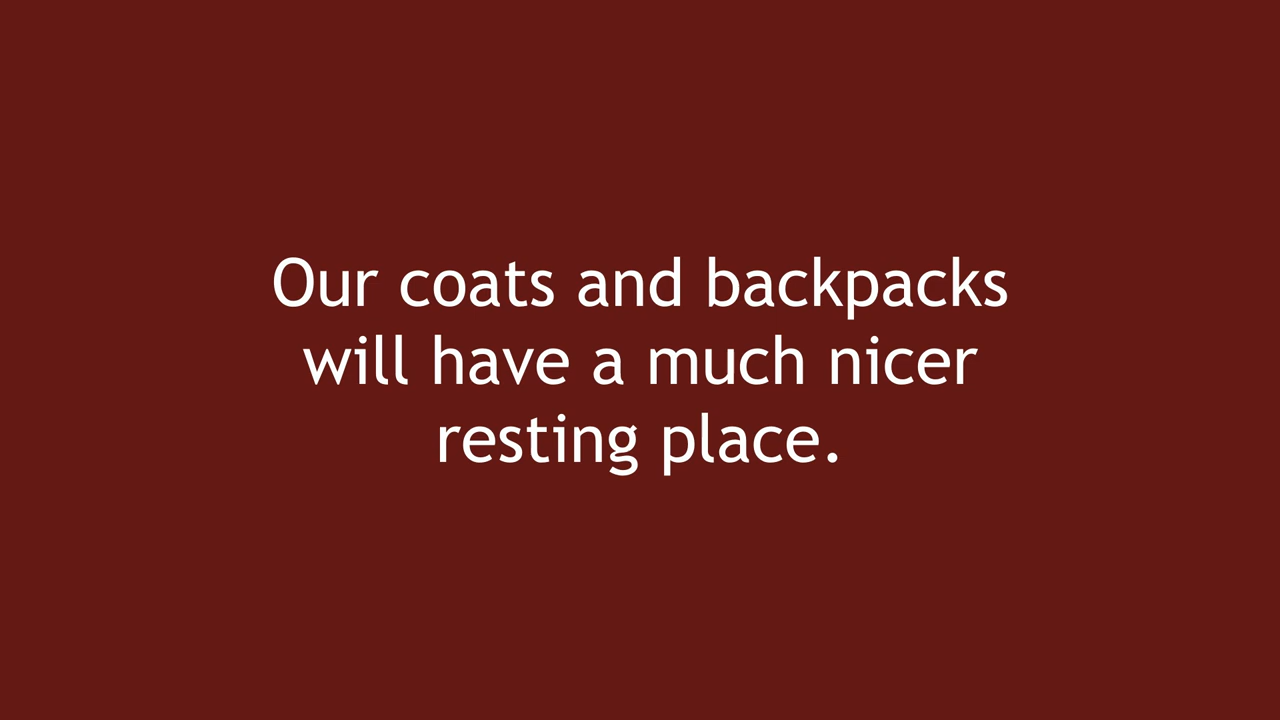 Our coats and backpacks
will have a much nicer
resting place.